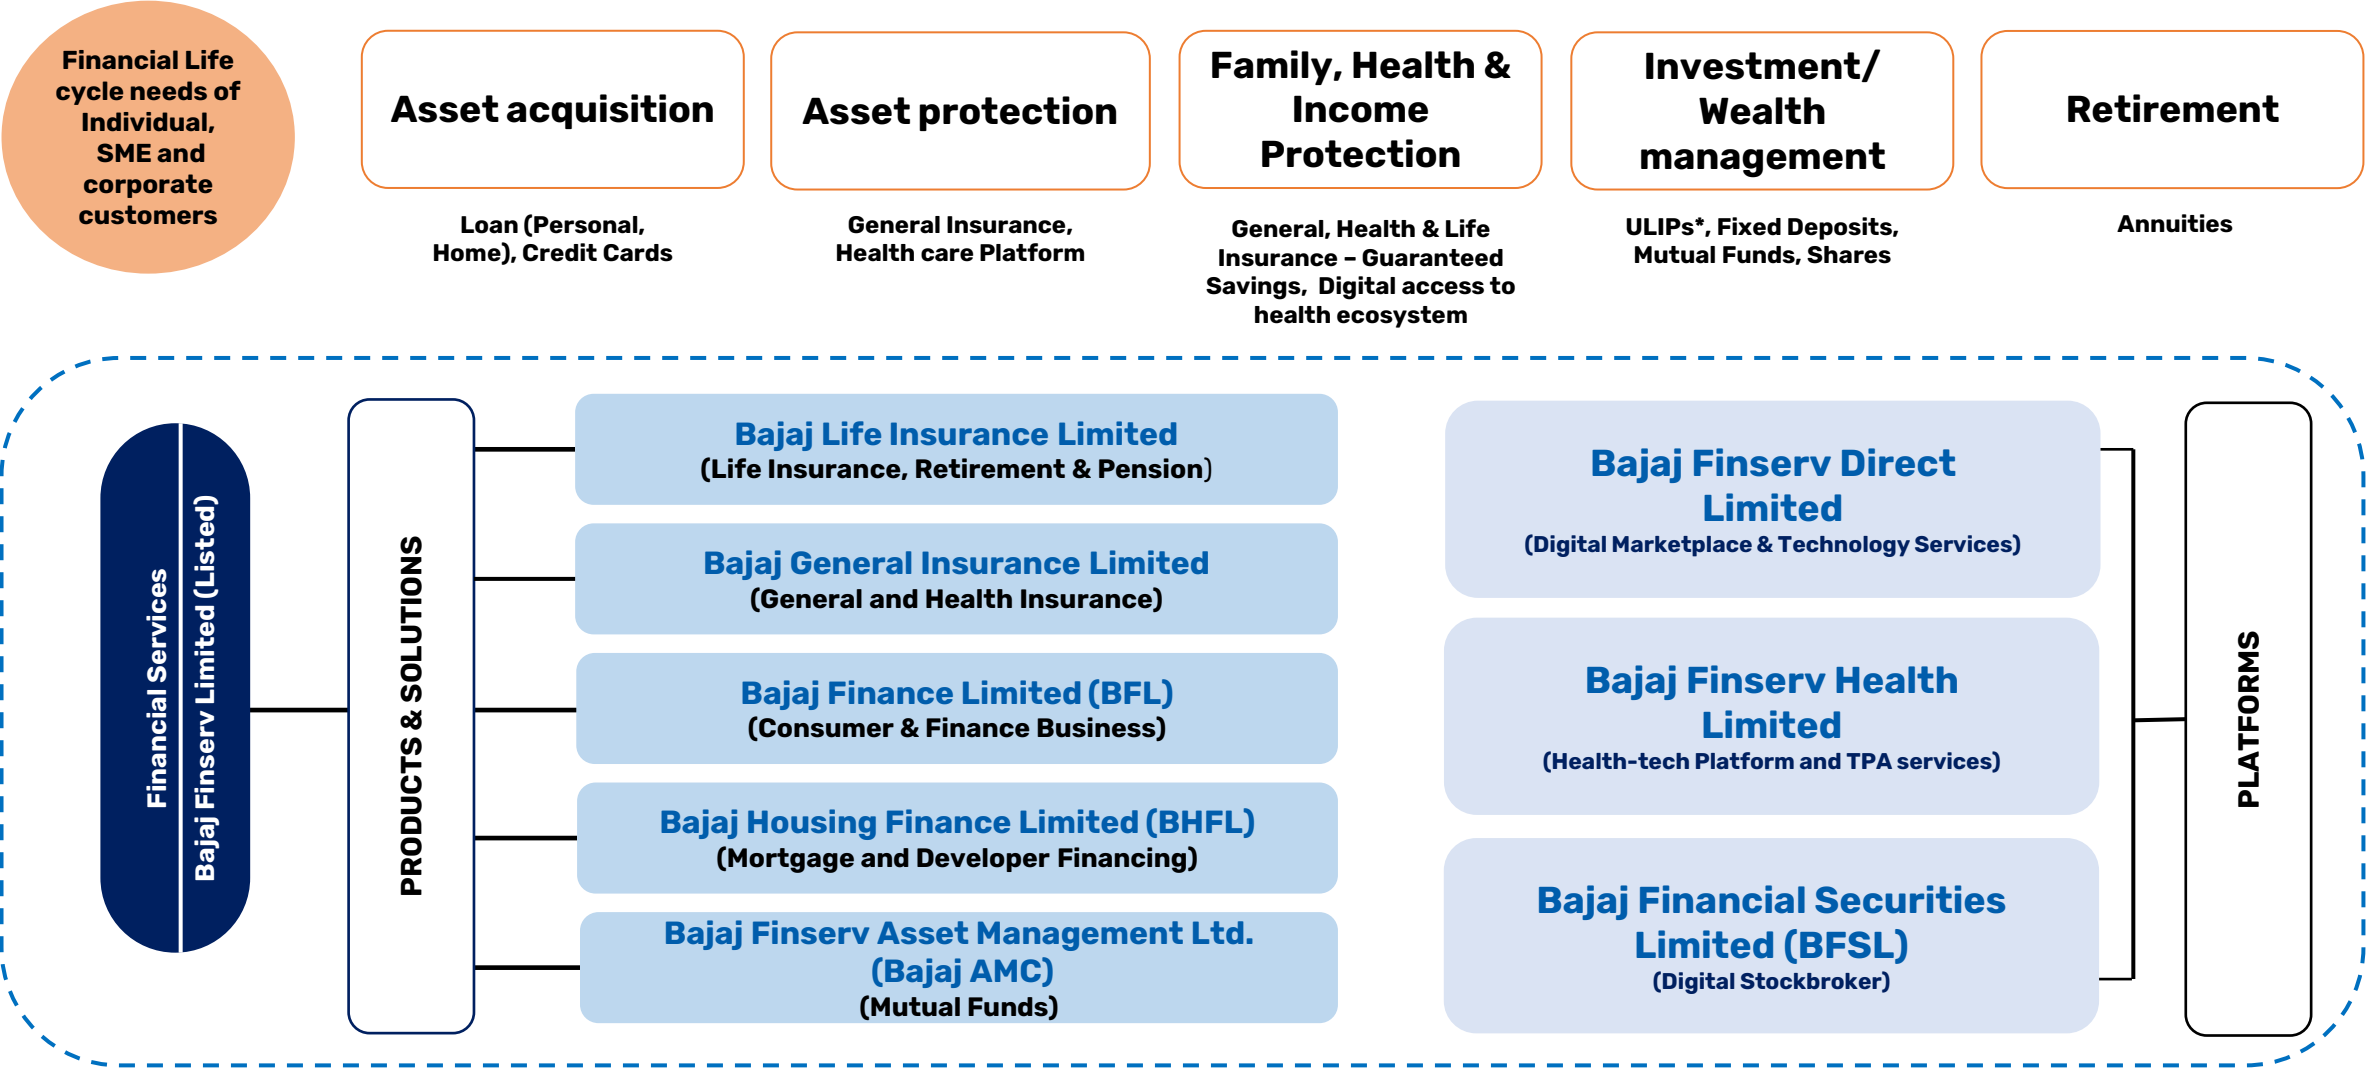 Financial Life
cycle needs of
Individual,
SME and
corporate
customers
Asset acquisition
Loan (Personal,
Home), Credit Cards
Asset protection
General Insurance,
Health care Platform
Family, Health &
Income
Protection
General, Health & Life
Insurance – Guaranteed
Savings, Digital access to
health ecosystem
Investment/
Wealth
management
ULIPs*, Fixed Deposits,
Mutual Funds, Shares
Retirement
Annuities
Financial Services
Bajaj Finserv Limited (Listed)
PRODUCTS & SOLUTIONS
Bajaj Life Insurance Limited
(Life Insurance, Retirement & Pension)
Bajaj General Insurance Limited
(General and Health Insurance)
Bajaj Finance Limited (BFL)
(Consumer & Finance Business)
Bajaj Housing Finance Limited (BHFL)
(Mortgage and Developer Financing)
Bajaj Finserv Asset Management Ltd.
(Bajaj AMC)
(Mutual Funds)
Bajaj Finserv Direct
Limited
(Digital Marketplace & Technology Services)
Bajaj Finserv Health
Limited
(Health-tech Platform and TPA services)
Bajaj Financial Securities
Limited (BFSL)
(Digital Stockbroker)
PLATFORMS